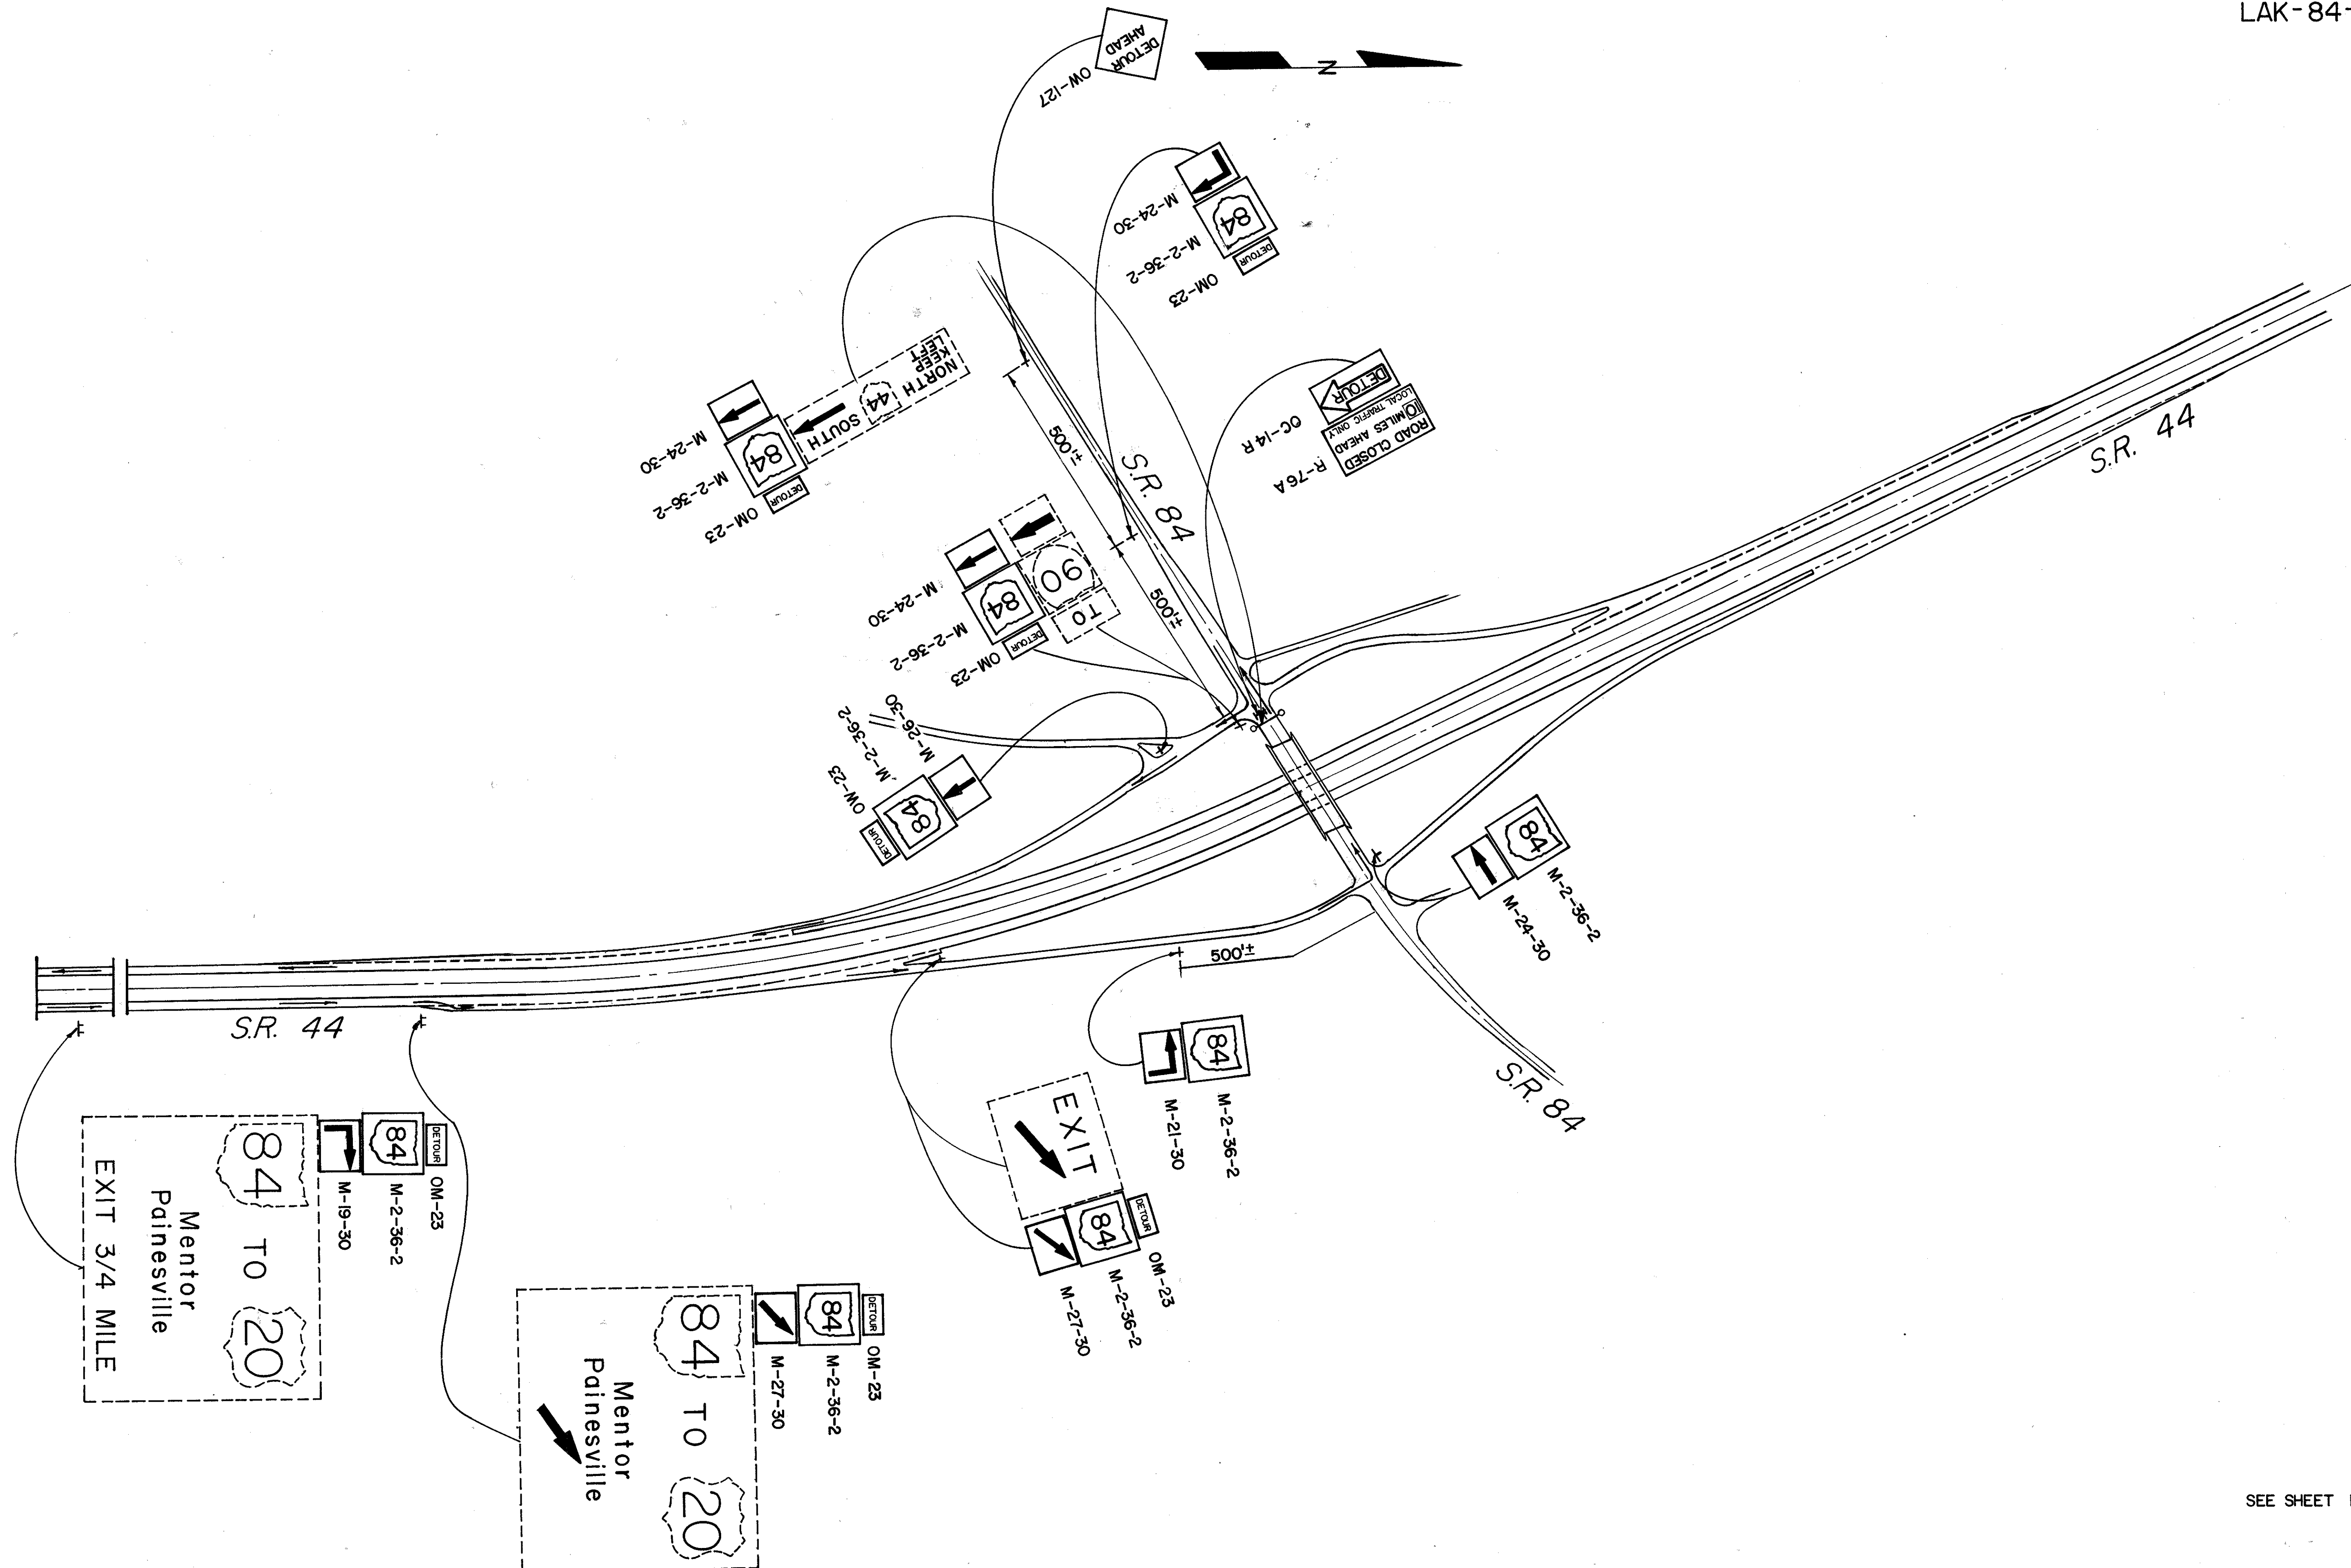 LAK-84-
DETOUR
AHEAD
OW-127
N
M-24-30
84
M-2-36-2
DETOUR
OM-23
NORTH
KEEP
LEFT
44
SOUTH
M-24-30
84
M-2-36-2
DETOUR
OM-23
500'±
S.R. 84
DETOUR
OC-14R
ROAD CLOSED
10 MILES AHEAD
LOCAL TRAFFIC ONLY
R-76A
S.R. 44
TO
90
M-24-30
84
M-2-36-2
DETOUR
OM-23
500'±
M-26-30
M-2-36-2
OW-23
84
DETOUR
84
M-2-36-2
M-24-30
500'±
S.R. 44
S.R. 84
84
M-2-36-2
M-21-30
EXIT
DETOUR
84
OM-23
M-2-36-2
M-27-30
DETOUR
84
OM-23
M-2-36-2
M-19-30
84 TO 20
Mentor
Painesville
EXIT 3/4 MILE
DETOUR
84
OM-23
M-2-36-2
M-27-30
84 TO 20
Mentor
Painesville
SEE SHEET